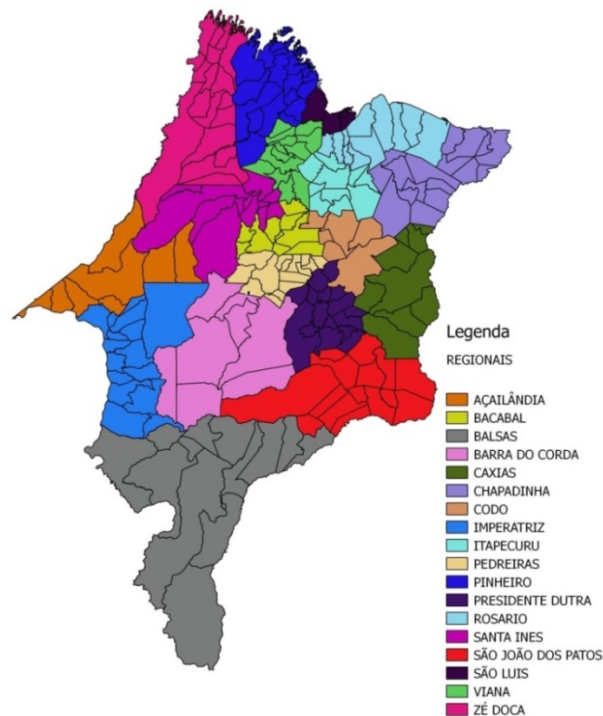 Legenda
REGIONAIS
AÇAILÂNDIA
BACABAL
BALSAS
BARRA DO CORDA
CAXIAS
CHAPADINHA
CODO
IMPERATRIZ
ITAPECURU
PEDREIRAS
PINHEIRO
PRESIDENTE DUTRA
ROSARIO
SANTA INES
SÃO JOÃO DOS PATOS
SÃO LUIS
VIANA
ZÉ DOCA